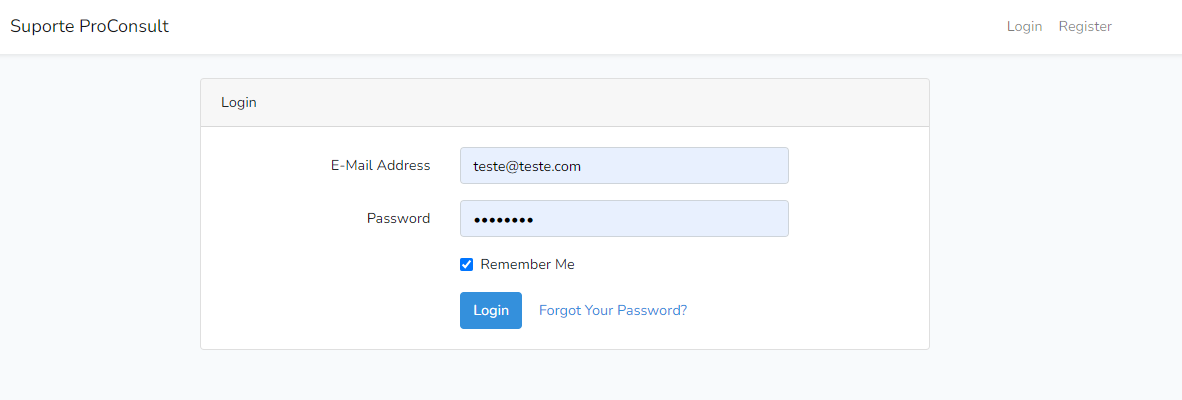 Suporte ProConsult Login Register
Login
E-Mail Address teste@teste.com
Password ••••••••
Remember Me
Login Forgot Your Password?